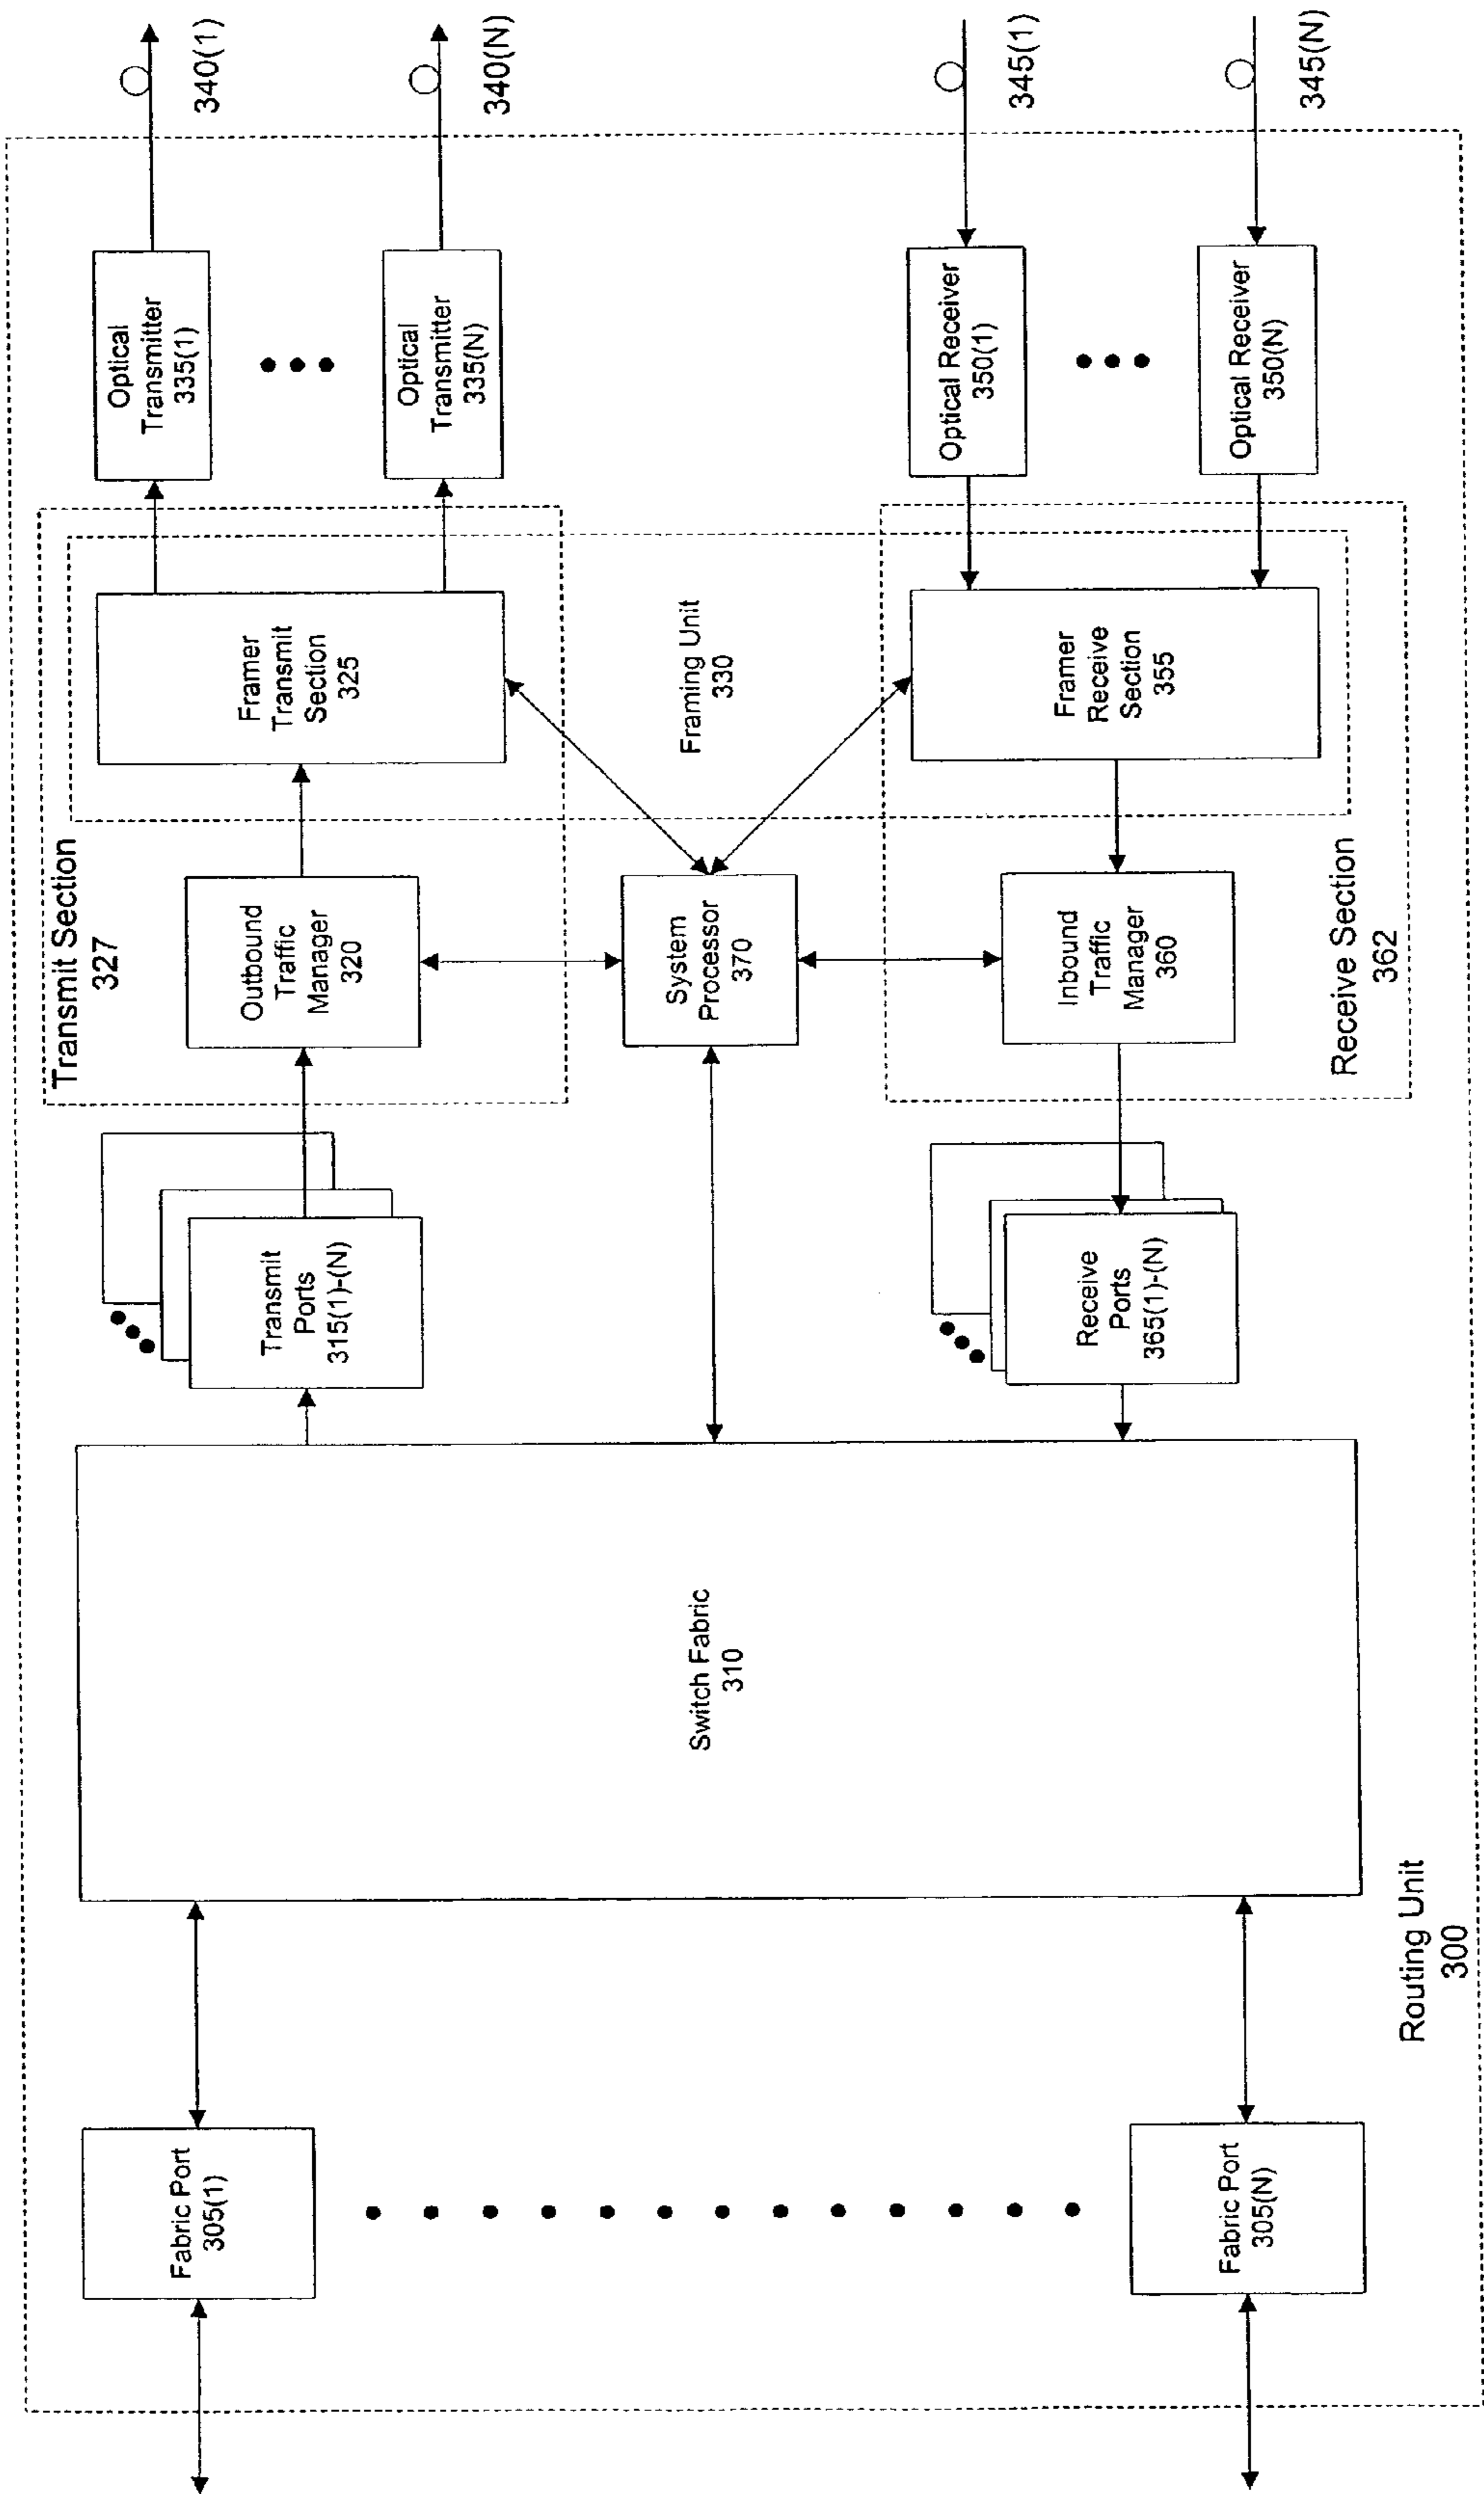 340(1)
340(N)
345(1)
345(N)
Optical
Transmitter
335(1)
Optical
Transmitter
335(N)
Optical Receiver
350(1)
Optical Receiver
350(N)
Framer
Transmit
Section
325
Framing Unit
330
Framer
Receive
Section
355
Transmit Section
327
Outbound
Traffic
Manager
320
System
Processor
370
Inbound
Traffic
Manager
360
Receive Section
362
Transmit
Ports
315(1)-(N)
Receive
Ports
365(1)-(N)
Switch Fabric
310
Routing Unit
300
Fabric Port
305(1)
Fabric Port
305(N)